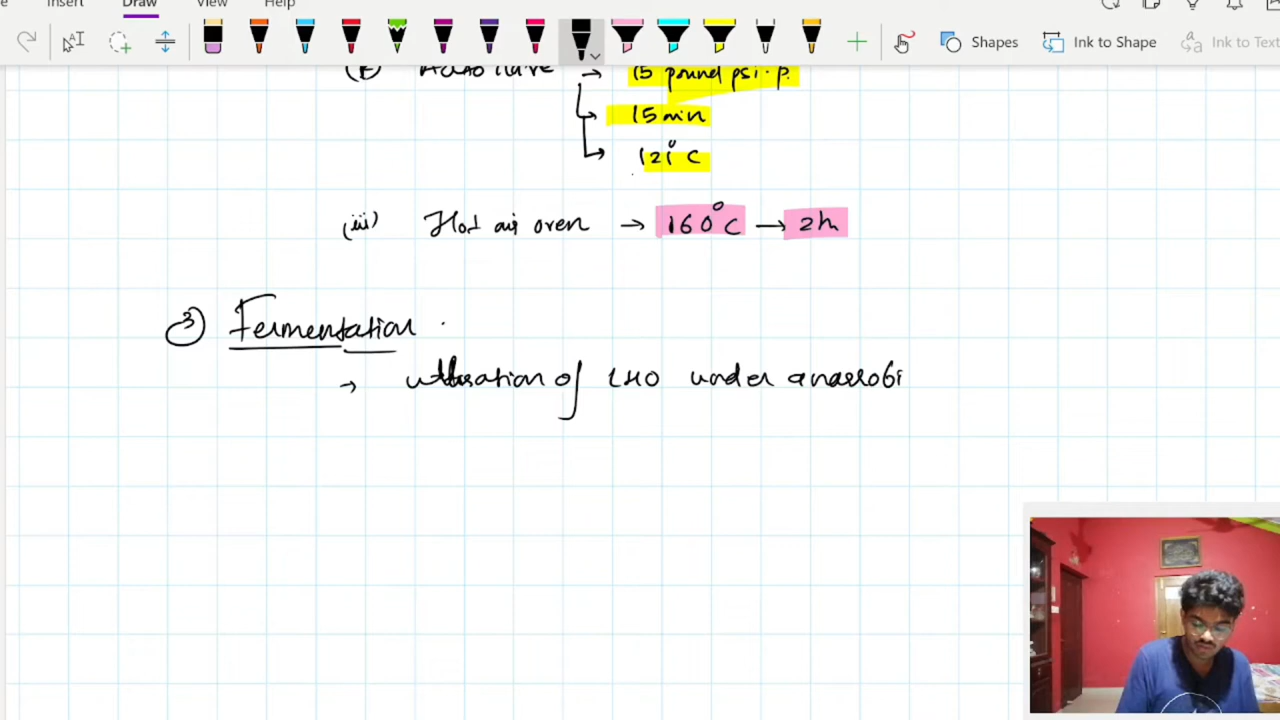 Insert Draw View Help
Shapes Ink to Shape Ink to Text
Autoclave → 15 pound psi. p.
→ 15 min
→ 121° C
(iii) Hot air oven → 160°C → 2h
③ Fermentation
→ of CHO under anaerobi